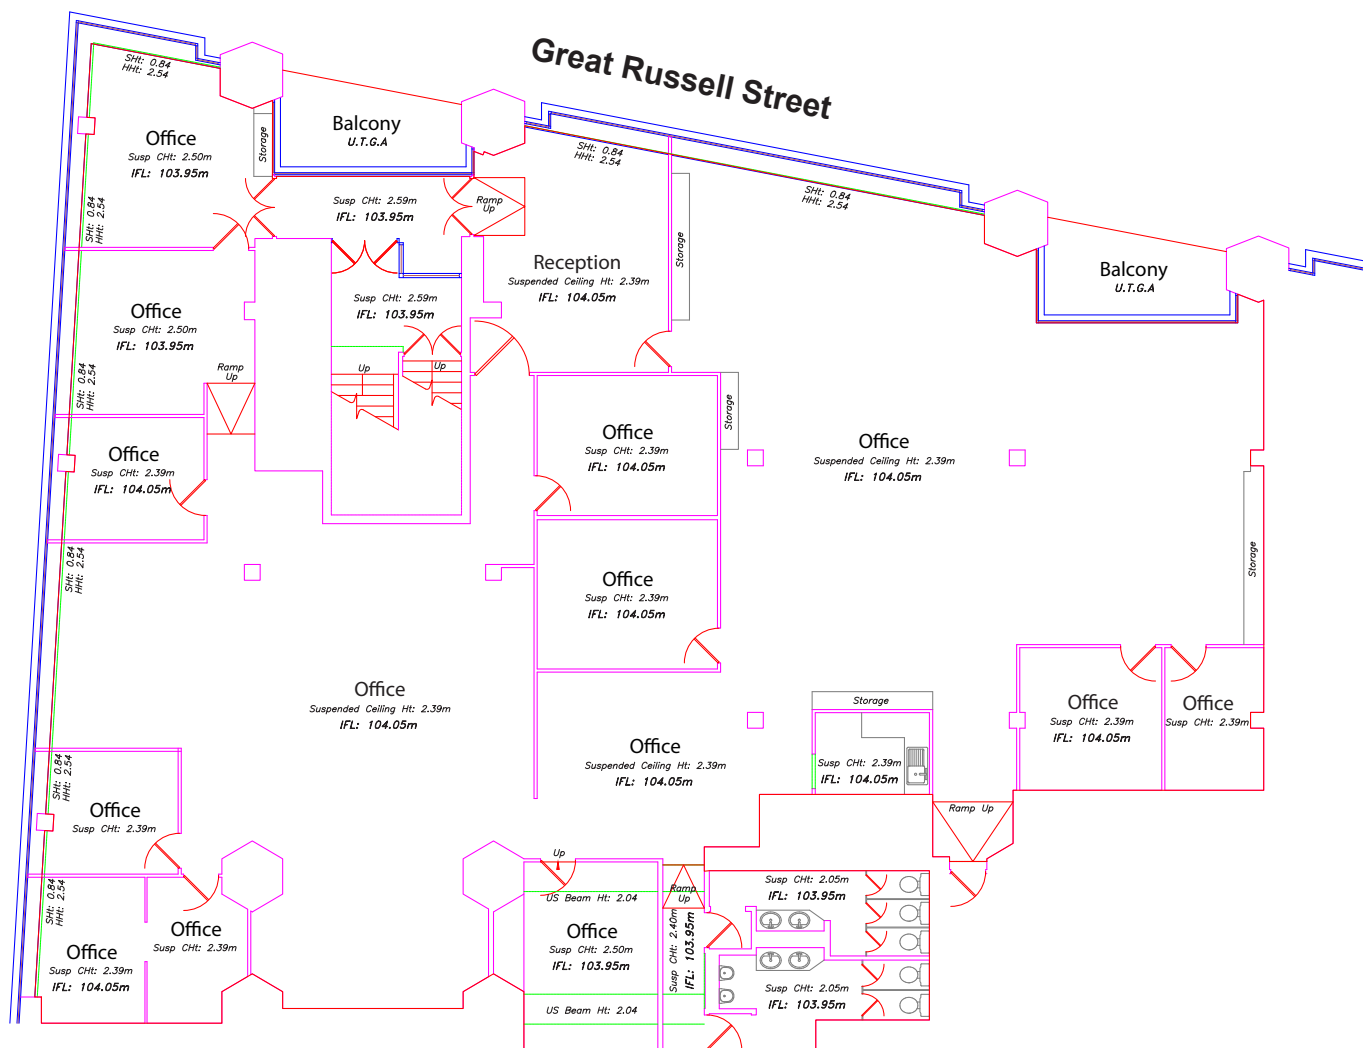 Great Russell Street
SHt: 0.84
HHt: 2.54
Office
Susp CHt: 2.50m
IFL: 103.95m
Storage
Balcony
U.T.G.A
SHt: 0.84
HHt: 2.54
SHt: 0.84
HHt: 2.54
Susp CHt: 2.59m
IFL: 103.95m
Ramp
Up
SHt: 0.84
HHt: 2.54
Storage
Reception
Suspended Ceiling Ht: 2.39m
IFL: 104.05m
Balcony
U.T.G.A
Office
Susp CHt: 2.50m
IFL: 103.95m
Susp CHt: 2.59m
IFL: 103.95m
SHt: 0.84
HHt: 2.54
Ramp
Up
Up
Up
Storage
Office
Susp CHt: 2.39m
IFL: 104.05m
Office
Susp CHt: 2.39m
IFL: 104.05m
Office
Suspended Ceiling Ht: 2.39m
IFL: 104.05m
Storage
SHt: 0.84
HHt: 2.54
Office
Susp CHt: 2.39m
IFL: 104.05m
Office
Suspended Ceiling Ht: 2.39m
IFL: 104.05m
Storage
Office
Susp CHt: 2.39m
IFL: 104.05m
Office
Susp CHt: 2.39m
Office
Suspended Ceiling Ht: 2.39m
IFL: 104.05m
Susp CHt: 2.39m
IFL: 104.05m
SHt: 0.84
HHt: 2.54
Office
Susp CHt: 2.39m
Ramp Up
Up
SHt: 0.84
HHt: 2.54
US Beam Ht: 2.04
Ramp
Up
Susp CHt: 2.05m
IFL: 103.95m
Office
Susp CHt: 2.39m
Office
Susp CHt: 2.50m
IFL: 103.95m
Susp CHt: 2.40m
IFL: 103.95m
Office
Susp CHt: 2.39m
IFL: 104.05m
Susp CHt: 2.05m
IFL: 103.95m
US Beam Ht: 2.04